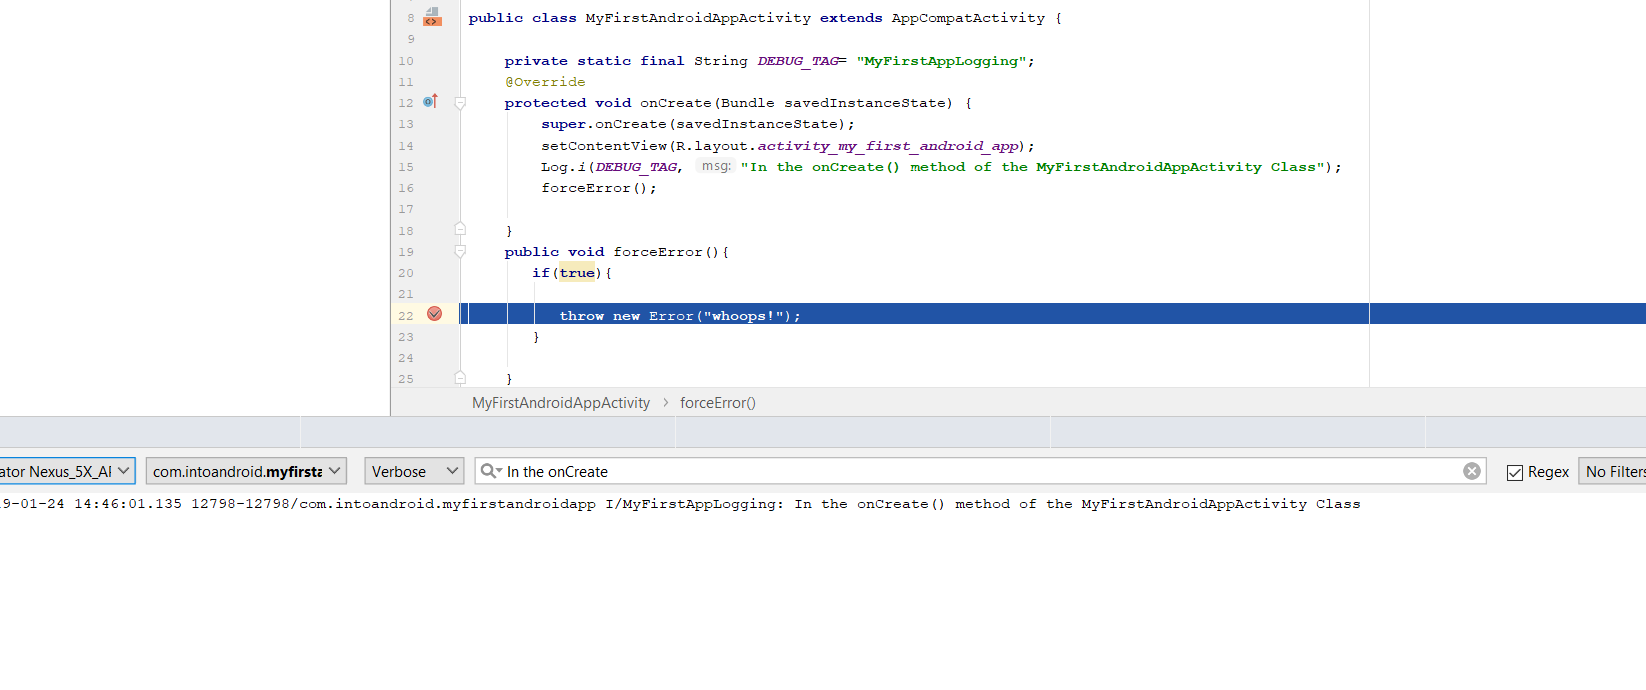 8 public class MyFirstAndroidAppActivity extends AppCompatActivity {
9
10 private static final String DEBUG_TAG= "MyFirstAppLogging";
11 @Override
12 protected void onCreate(Bundle savedInstanceState) {
13 super.onCreate(savedInstanceState);
14 setContentView(R.layout.activity_my_first_android_app);
15 Log.i(DEBUG_TAG, msg: "In the onCreate() method of the MyFirstAndroidAppActivity Class");
16 forceError();
17
18 }
19 public void forceError(){
20 if(true){
21
22 throw new Error("whoops!");
23 }
24
25 }
MyFirstAndroidAppActivity › forceError()
ator Nexus_5X_AI com.intoandroid.myfirsta Verbose In the onCreate Regex No Filters
9-01-24 14:46:01.135 12798-12798/com.intoandroid.myfirstandroidapp I/MyFirstAppLogging: In the onCreate() method of the MyFirstAndroidAppActivity Class